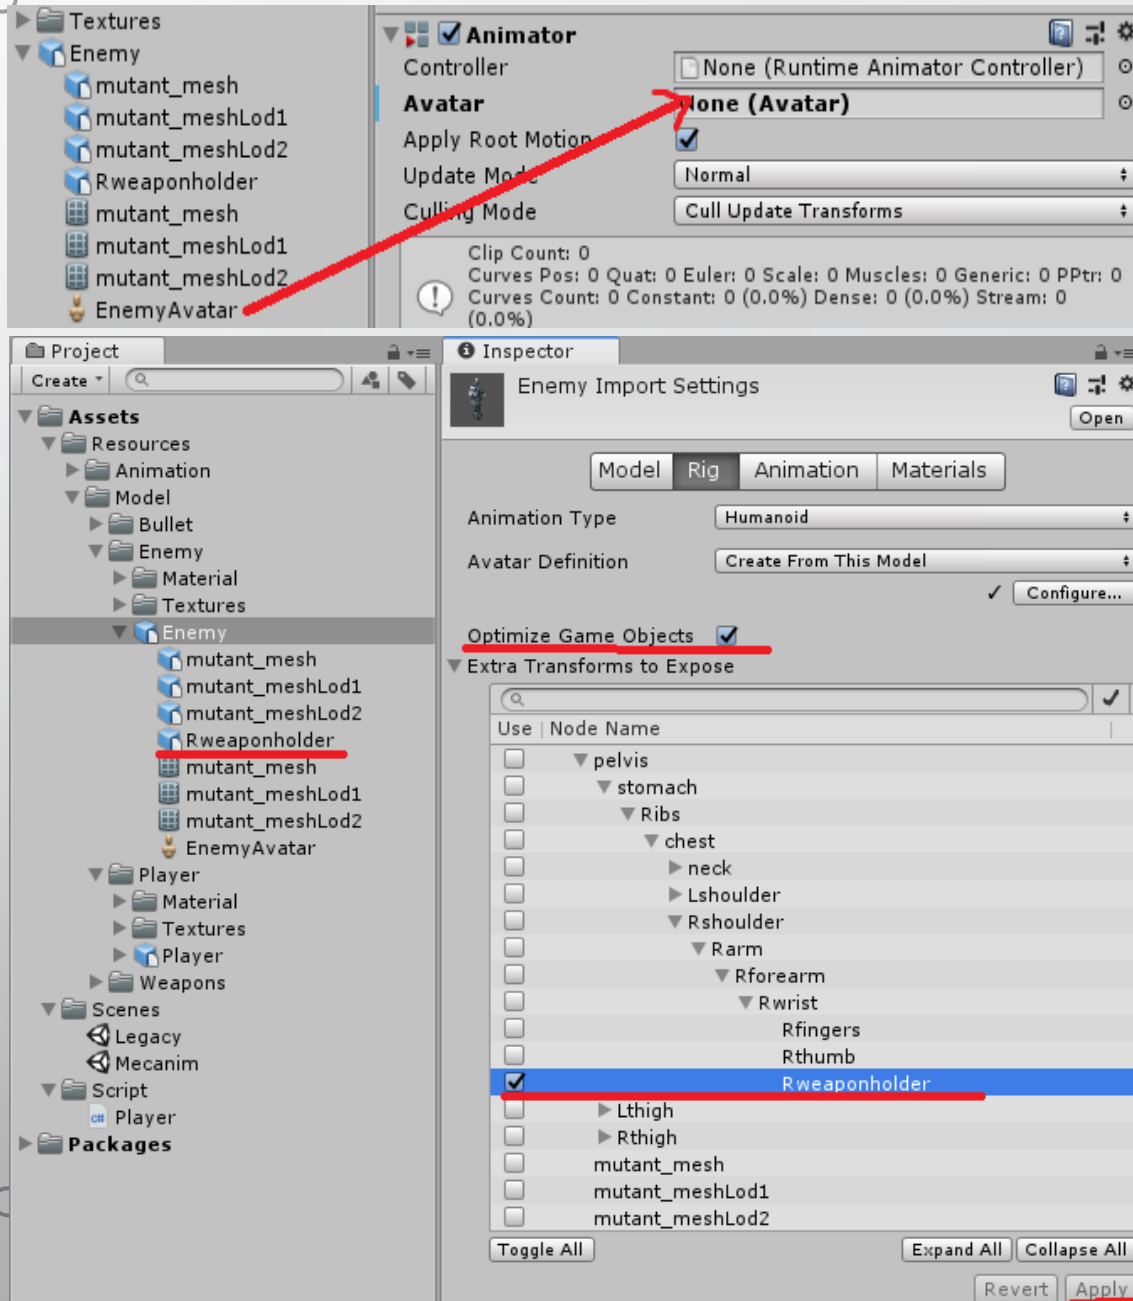 Textures
Enemy
mutant_mesh
mutant_meshLod1
mutant_meshLod2
Rweaponholder
mutant_mesh
mutant_meshLod1
mutant_meshLod2
EnemyAvatar
Animator
Controller None (Runtime Animator Controller)
Avatar None (Avatar)
Apply Root Motion
Update Mode Normal
Culling Mode Cull Update Transforms
Clip Count: 0
Curves Pos: 0 Quat: 0 Euler: 0 Scale: 0 Muscles: 0 Generic: 0 PPtr: 0
Curves Count: 0 Constant: 0 (0.0%) Dense: 0 (0.0%) Stream: 0
(0.0%)
Project
Create
Assets
Resources
Animation
Model
Bullet
Enemy
Material
Textures
Enemy
mutant_mesh
mutant_meshLod1
mutant_meshLod2
Rweaponholder
mutant_mesh
mutant_meshLod1
mutant_meshLod2
EnemyAvatar
Player
Material
Textures
Player
Weapons
Scenes
Legacy
Mecanim
Script
C# Player
Packages
Inspector
Enemy Import Settings
Open
Model Rig Animation Materials
Animation Type Humanoid
Avatar Definition Create From This Model
Configure...
Optimize Game Objects
Extra Transforms to Expose
Use Node Name
pelvis
stomach
Ribs
chest
neck
Lshoulder
Rshoulder
Rarm
Rforearm
Rwrist
Rfingers
Rthumb
Rweaponholder
Lthigh
Rthigh
mutant_mesh
mutant_meshLod1
mutant_meshLod2
Toggle All Expand All Collapse All
Revert Apply